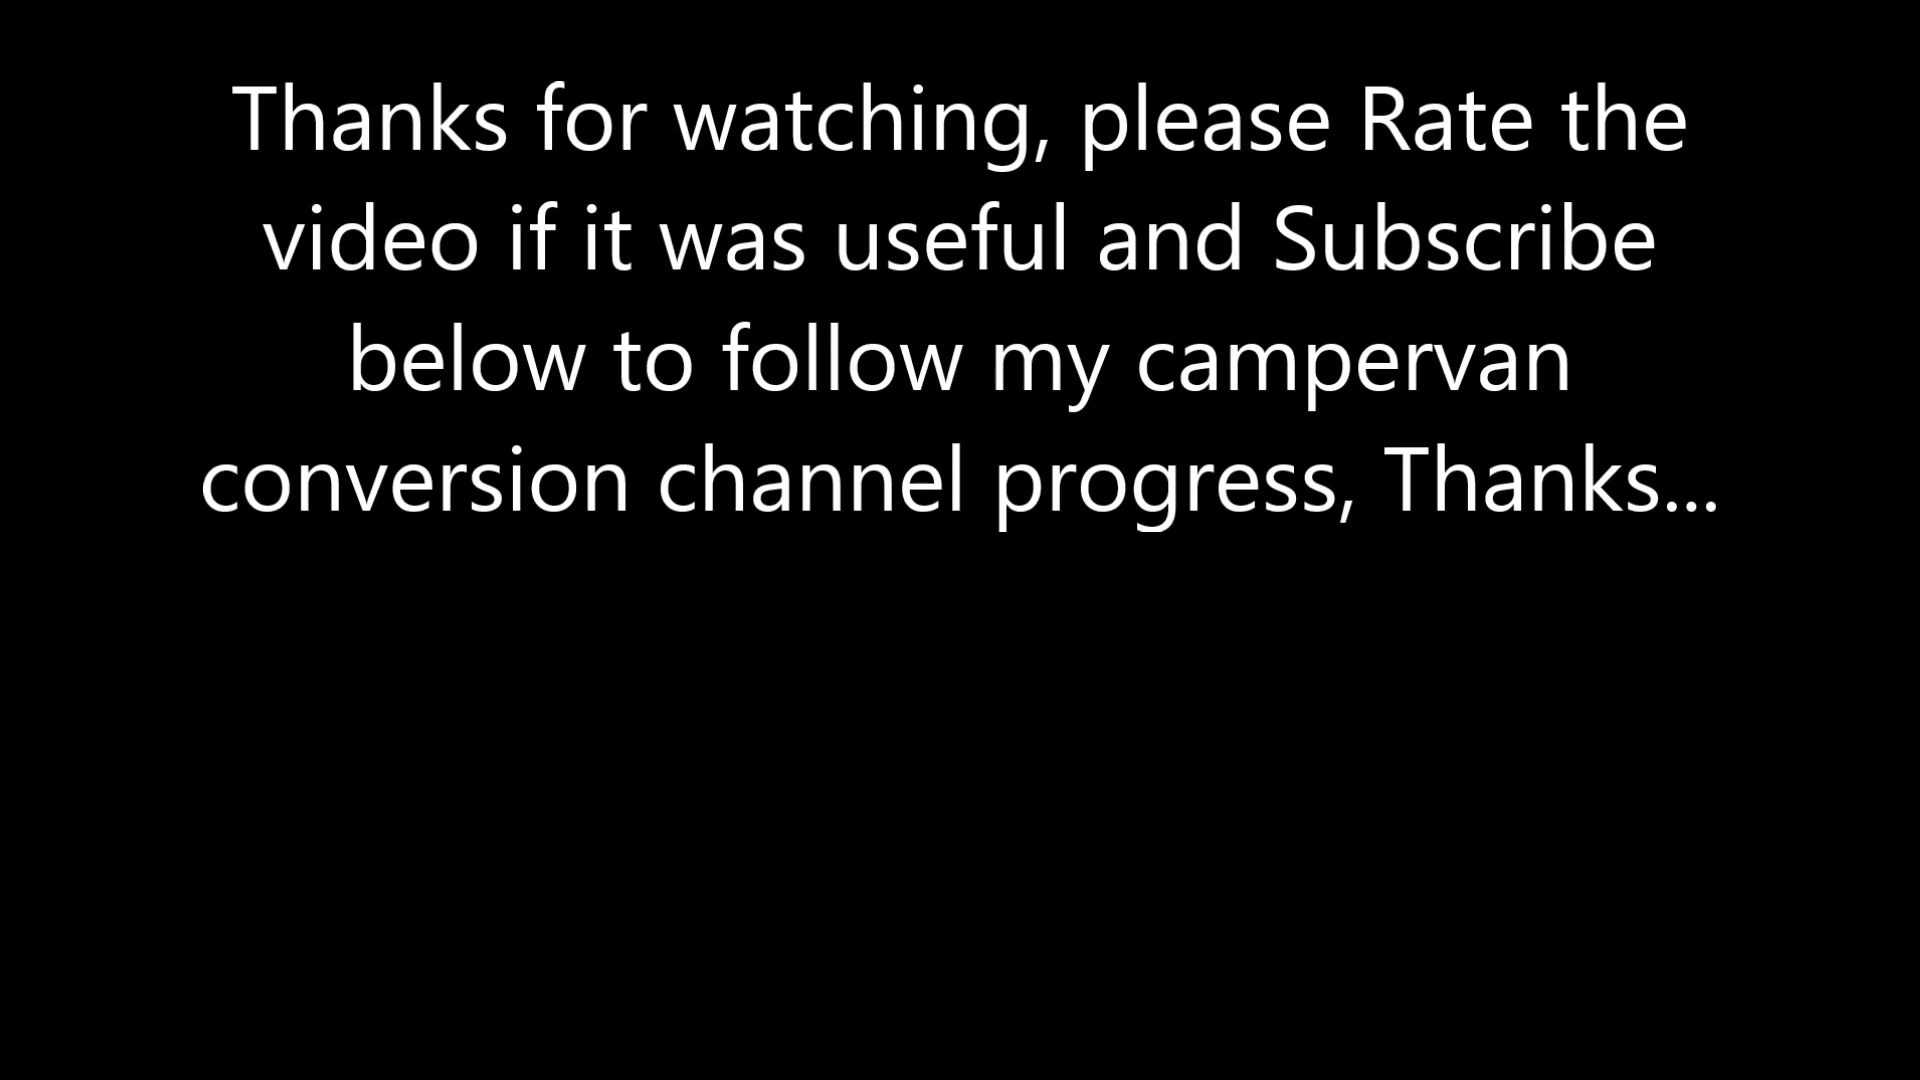 Thanks for watching, please Rate the
video if it was useful and Subscribe
below to follow my campervan
conversion channel progress, Thanks...